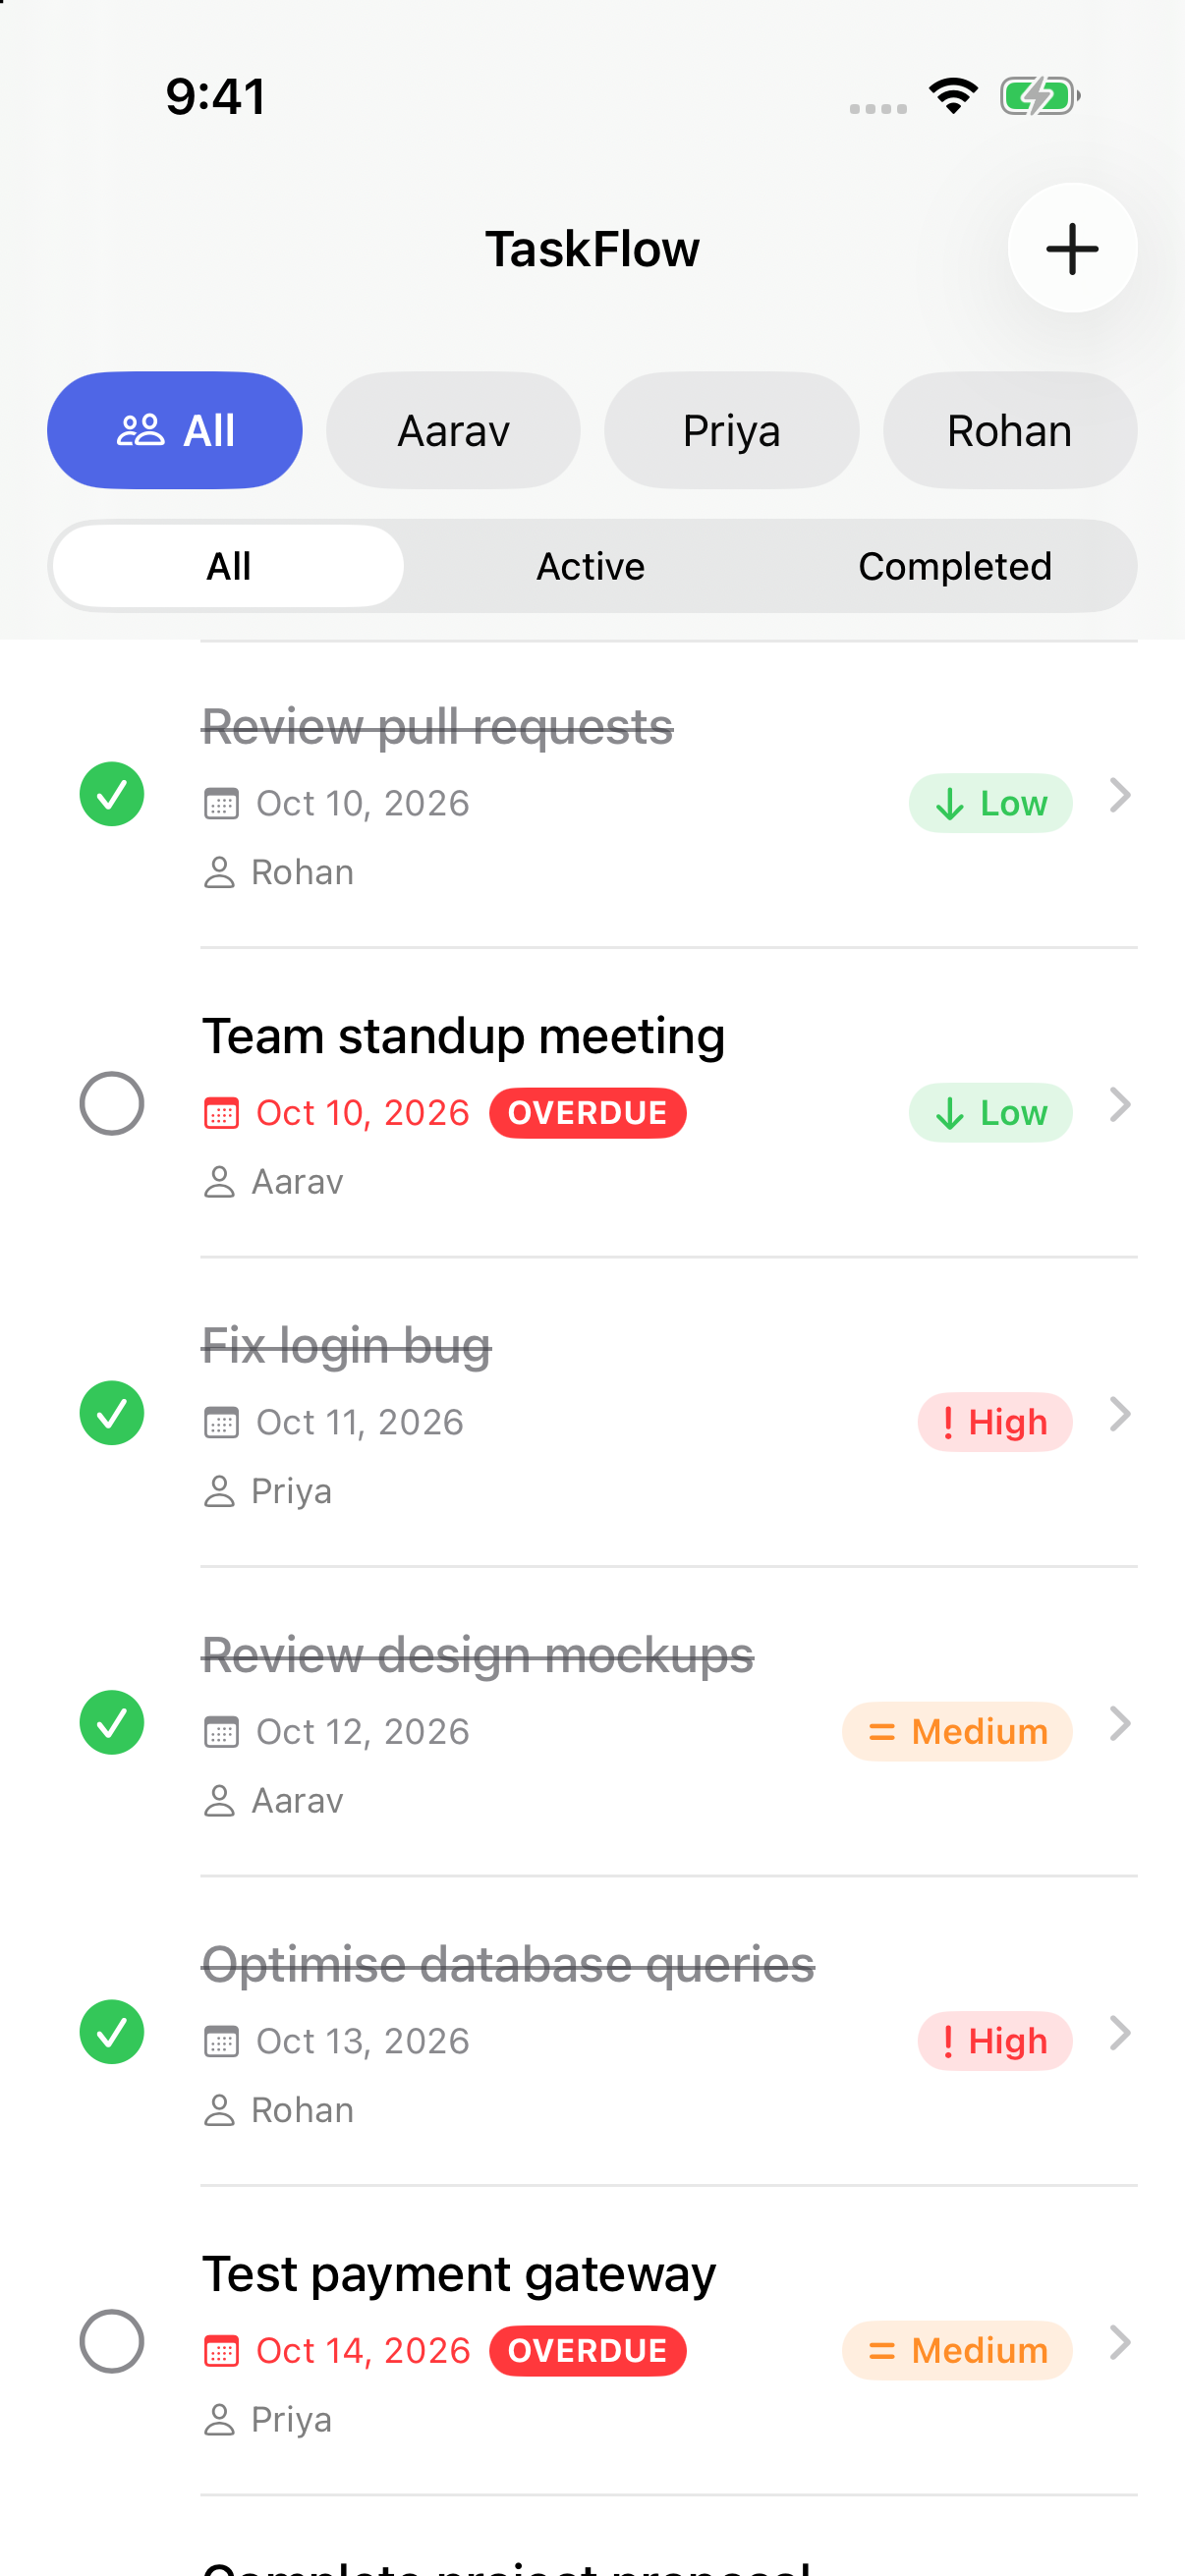 9:41
TaskFlow
All Aarav Priya Rohan
All Active Completed
Review pull requests
Oct 10, 2026 Low
Rohan
Team standup meeting
Oct 10, 2026 OVERDUE Low
Aarav
Fix login bug
Oct 11, 2026 ! High
Priya
Review design mockups
Oct 12, 2026 Medium
Aarav
Optimise database queries
Oct 13, 2026 ! High
Rohan
Test payment gateway
Oct 14, 2026 OVERDUE Medium
Priya
Complete project proposal